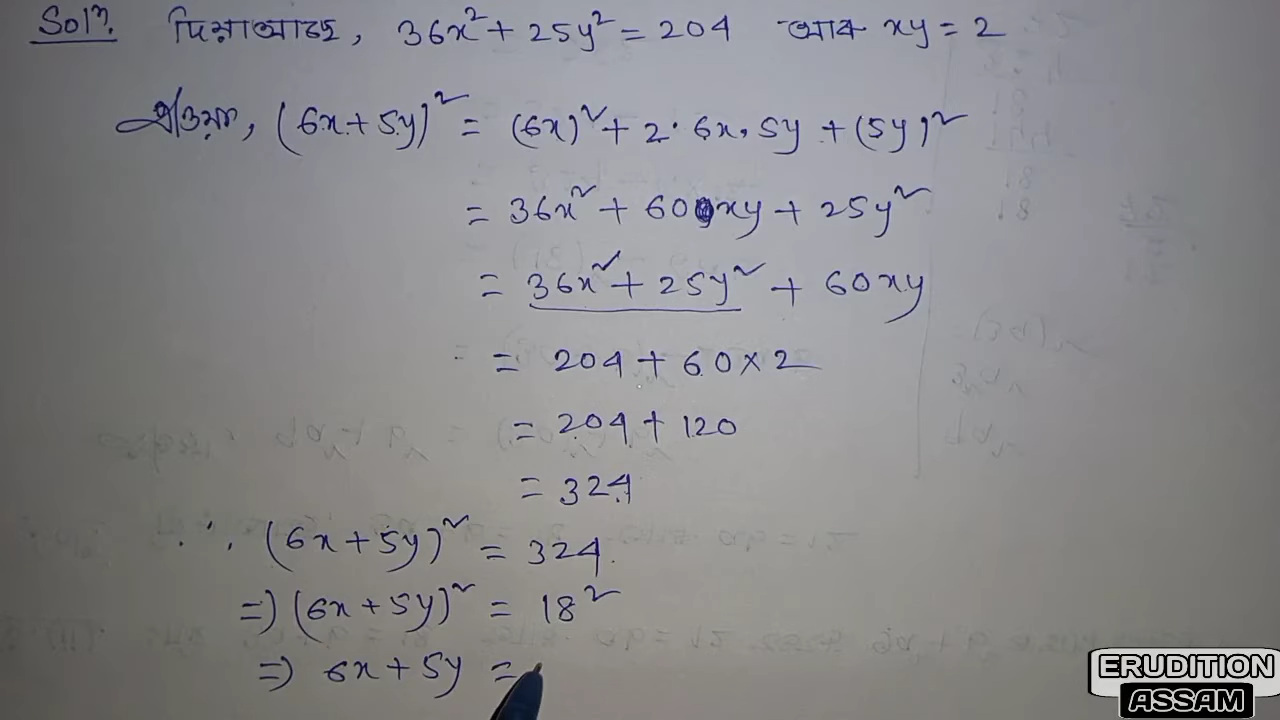 Solⁿ. দিয়াআছে, 36x² + 25y² = 204 আৰু xy = 2
(6x + 5y)² = (6x)² + 2 · 6x · 5y + (5y)²
= 36x² + 60xy + 25y²
= 36x² + 25y² + 60xy
= 204 + 60 × 2
= 204 + 120
= 324
∴ (6x + 5y)² = 324
=) (6x + 5y)² = 18²
=) 6x + 5y =
ERUDITION
ASSAM